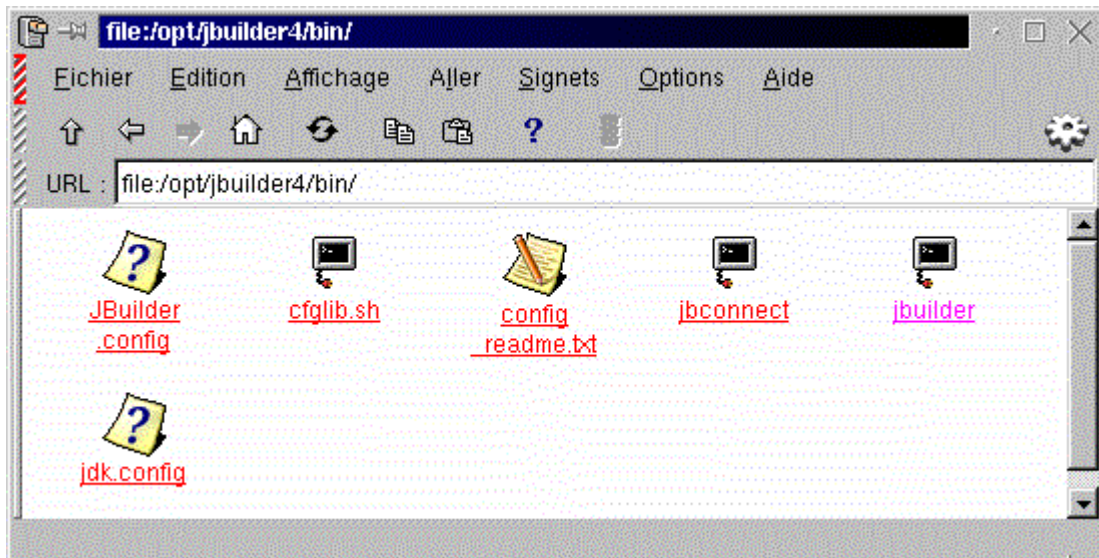 file:/opt/jbuilder4/bin/
Fichier Edition Affichage Aller Signets Options Aide
?
URL : file:/opt/jbuilder4/bin/
? ?
JBuilder
.config
cfglib.sh
config
_readme.txt
jbconnect
jbuilder
jdk.config